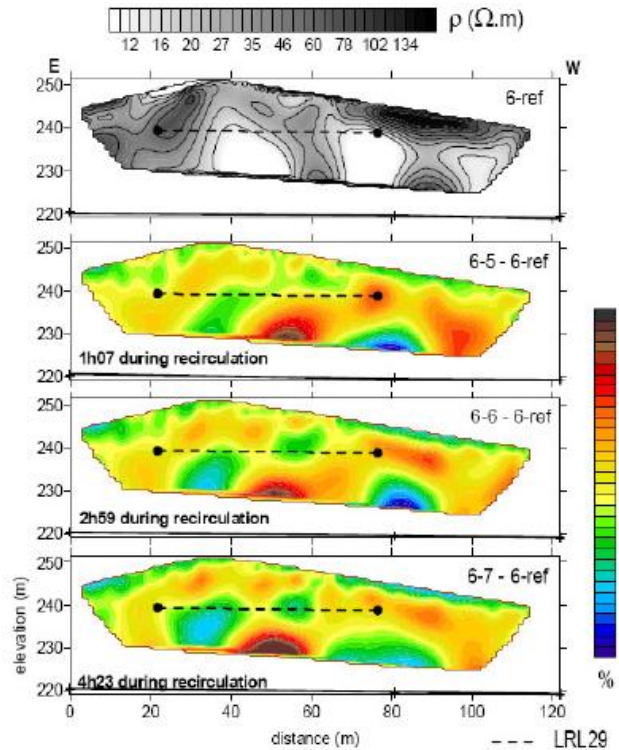 ρ (Ω.m)
12 16 20 27 35 46 60 78 102 134
E W
250
240
230
220
6-ref
250
240
230
220
6-5 - 6-ref
1h07 during recirculation
250
240
230
220
6-6 - 6-ref
2h59 during recirculation
250
240
230
220
6-7 - 6-ref
4h23 during recirculation
elevation (m)
%
0 20 40 60 80 100 120
distance (m)
LRL29